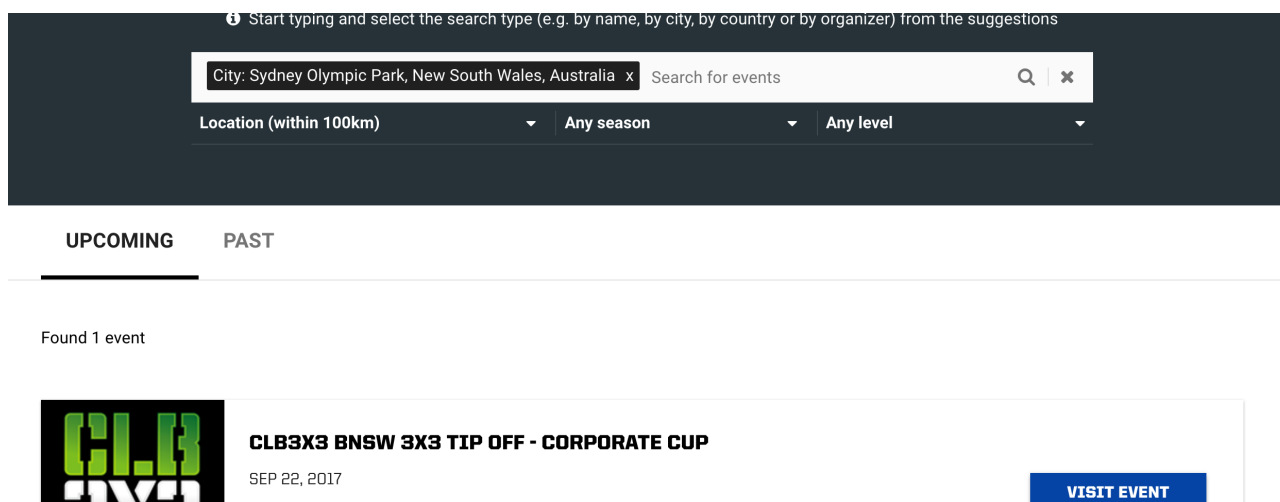 Start typing and select the search type (e.g. by name, by city, by country or by organizer) from the suggestions
City: Sydney Olympic Park, New South Wales, Australia x Search for events
Location (within 100km) Any season Any level
UPCOMING PAST
Found 1 event
CLB
3X3
CLB3X3 BNSW 3X3 TIP OFF - CORPORATE CUP
SEP 22, 2017
VISIT EVENT